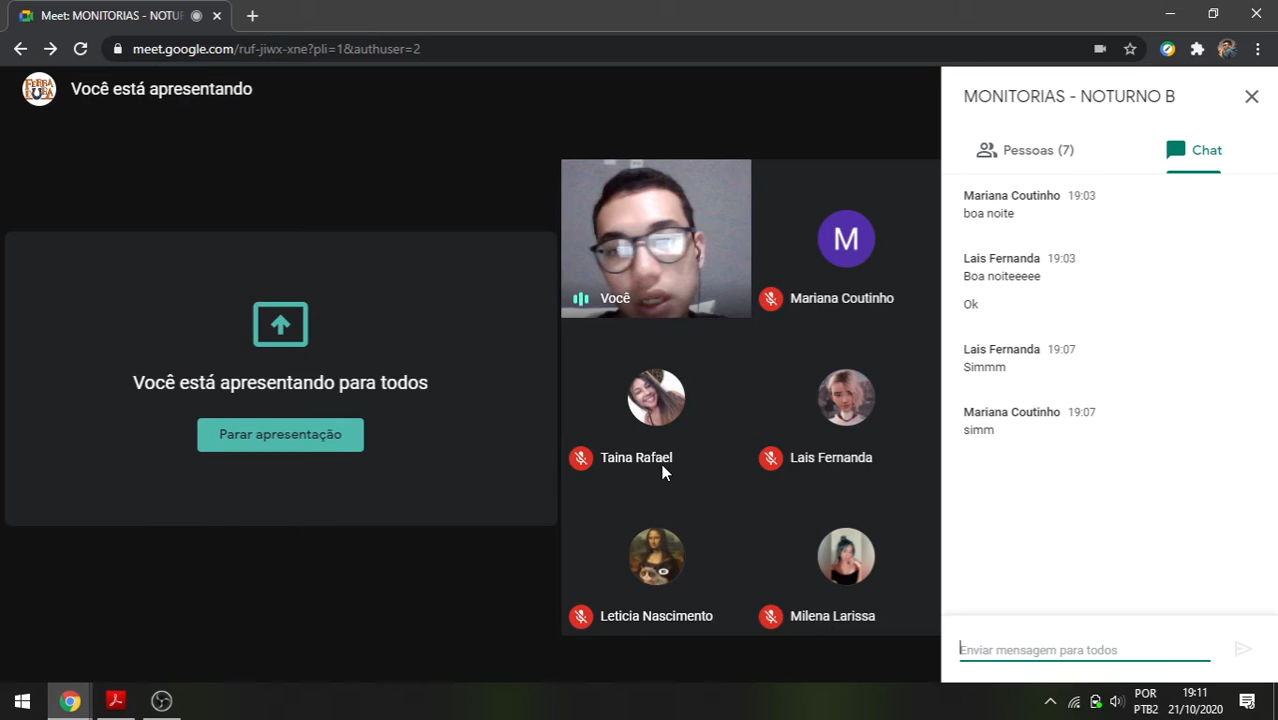 Meet: MONITORIAS - NOTU
meet.google.com/ruf-jiwx-xne?pli=1&authuser=2
Você está apresentando
MONITORIAS - NOTURNO B
Pessoas (7)
Chat
Mariana Coutinho 19:03
boa noite
Lais Fernanda 19:03
Boa noiteeeee
Ok
Lais Fernanda 19:07
Simmm
Mariana Coutinho 19:07
simm
Você está apresentando para todos
Parar apresentação
Você
M
Mariana Coutinho
Taina Rafael
Lais Fernanda
Leticia Nascimento
Milena Larissa
Enviar mensagem para todos
POR
PTB2
19:11
21/10/2020